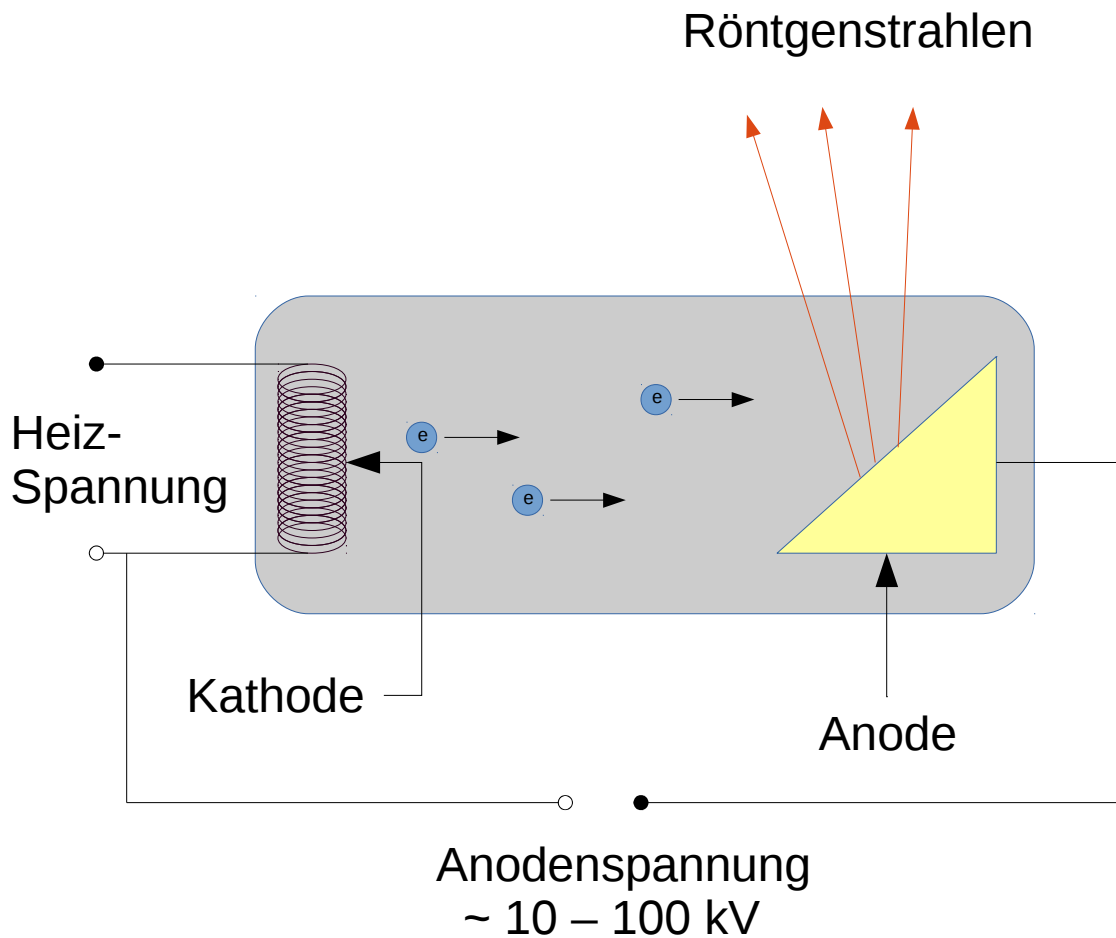 Röntgenstrahlen
Heiz-
Spannung
e
e
e
Kathode
Anode
Anodenspannung
~ 10 – 100 kV